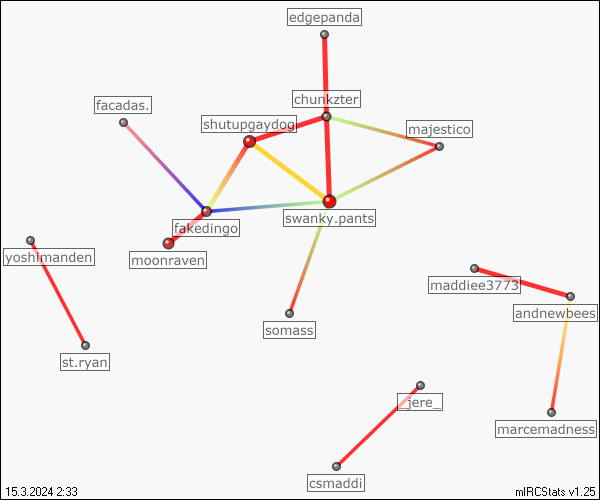 edgepanda
chunkzter
facadas.
shutupgaydog
majestico
swanky.pants
fakedingo
yoshimanden
moonraven
maddiee3773
andnewbees
somass
st.ryan
_jere_
marcemadness
csmaddi
15.3.2024 2:33
mIRCStats v1.25